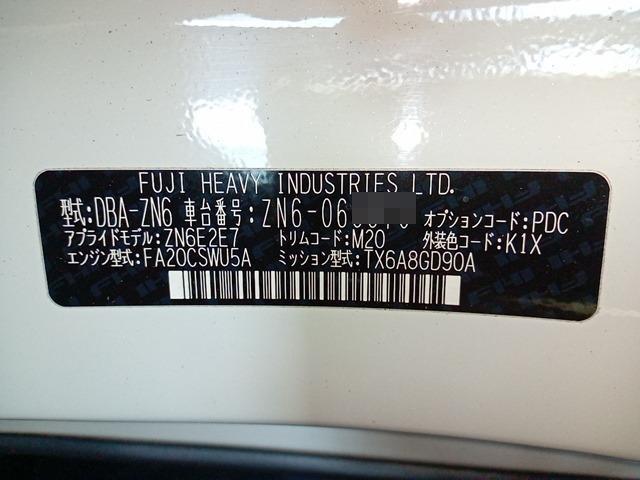 FUJI HEAVY INDUSTRIES LTD.
型式:DBA-ZN6 車台番号:ZN6-06 オプションコード:PDC
アプライドモデル:ZN6E2E7 トリムコード:M20 外装色コード:K1X
エンジン型式:FA20CSWU5A ミッション型式:TX6A8GD90A